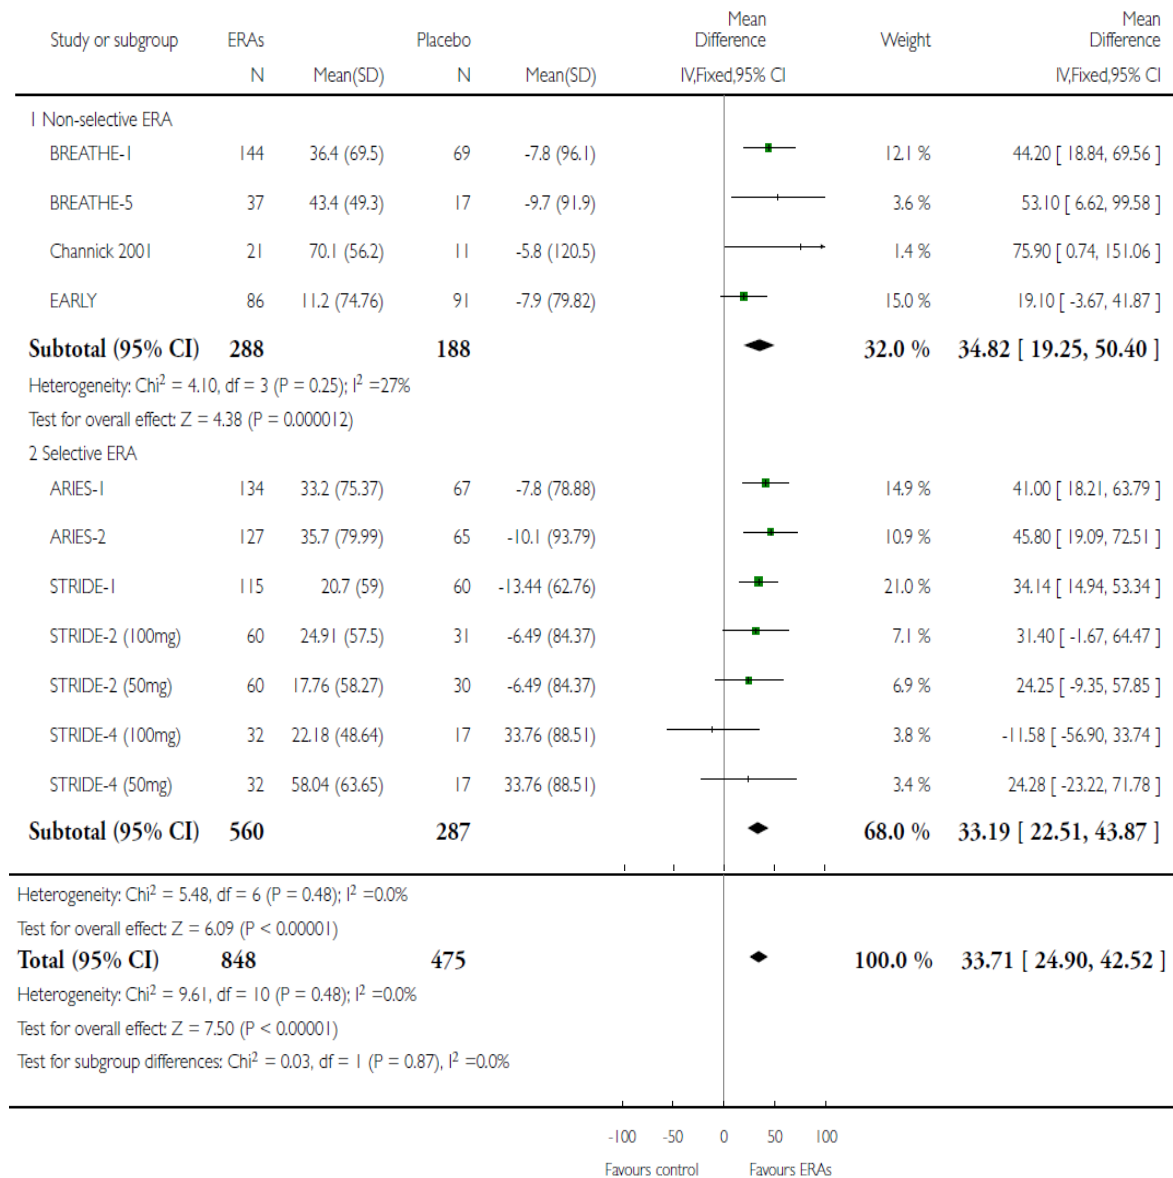 Mean Mean
Study or subgroup ERAs Placebo Difference Weight Difference
N Mean(SD) N Mean(SD) IV,Fixed,95% CI IV,Fixed,95% CI
1 Non-selective ERA
BREATHE-1 144 36.4 (69.5) 69 -7.8 (96.1) 12.1 % 44.20 [ 18.84, 69.56 ]
BREATHE-5 37 43.4 (49.3) 17 -9.7 (91.9) 3.6 % 53.10 [ 6.62, 99.58 ]
Channick 2001 21 70.1 (56.2) 11 -5.8 (120.5) 1.4 % 75.90 [ 0.74, 151.06 ]
EARLY 86 11.2 (74.76) 91 -7.9 (79.82) 15.0 % 19.10 [ -3.67, 41.87 ]
Subtotal (95% CI) 288 188 32.0 % 34.82 [ 19.25, 50.40 ]
Heterogeneity: Chi² = 4.10, df = 3 (P = 0.25); I² =27%
Test for overall effect: Z = 4.38 (P = 0.000012)
2 Selective ERA
ARIES-1 134 33.2 (75.37) 67 -7.8 (78.88) 14.9 % 41.00 [ 18.21, 63.79 ]
ARIES-2 127 35.7 (79.99) 65 -10.1 (93.79) 10.9 % 45.80 [ 19.09, 72.51 ]
STRIDE-1 115 20.7 (59) 60 -13.44 (62.76) 21.0 % 34.14 [ 14.94, 53.34 ]
STRIDE-2 (100mg) 60 24.91 (57.5) 31 -6.49 (84.37) 7.1 % 31.40 [ -1.67, 64.47 ]
STRIDE-2 (50mg) 60 17.76 (58.27) 30 -6.49 (84.37) 6.9 % 24.25 [ -9.35, 57.85 ]
STRIDE-4 (100mg) 32 22.18 (48.64) 17 33.76 (88.51) 3.8 % -11.58 [ -56.90, 33.74 ]
STRIDE-4 (50mg) 32 58.04 (63.65) 17 33.76 (88.51) 3.4 % 24.28 [ -23.22, 71.78 ]
Subtotal (95% CI) 560 287 68.0 % 33.19 [ 22.51, 43.87 ]
Heterogeneity: Chi² = 5.48, df = 6 (P = 0.48); I² =0.0%
Test for overall effect: Z = 6.09 (P < 0.00001)
Total (95% CI) 848 475 100.0 % 33.71 [ 24.90, 42.52 ]
Heterogeneity: Chi² = 9.61, df = 10 (P = 0.48); I² =0.0%
Test for overall effect: Z = 7.50 (P < 0.00001)
Test for subgroup differences: Chi² = 0.03, df = 1 (P = 0.87), I² =0.0%
-100 -50 0 50 100
Favours control Favours ERAs